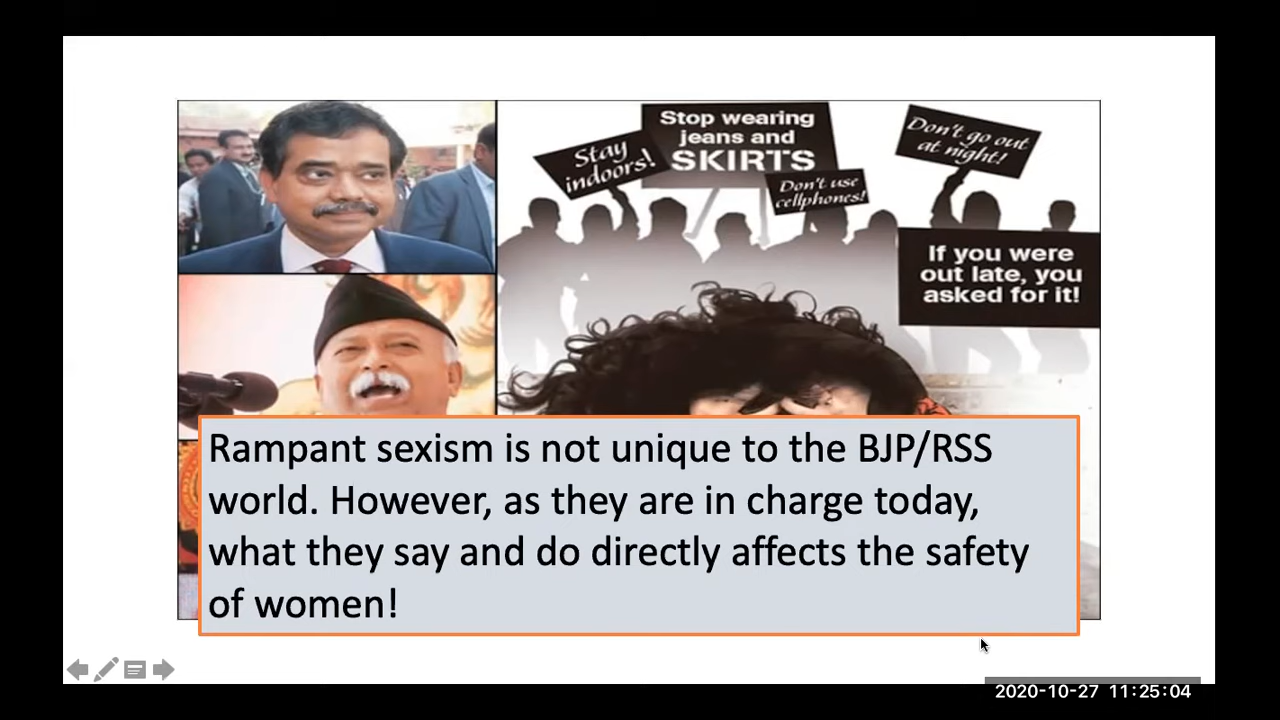 Stop wearing
jeans and
SKIRTS
Stay
indoors!
Don't use
cellphones!
Don't go out
at night!
If you were
out late, you
asked for it!
Rampant sexism is not unique to the BJP/RSS
world. However, as they are in charge today,
what they say and do directly affects the safety
of women!
2020-10-27 11:25:04